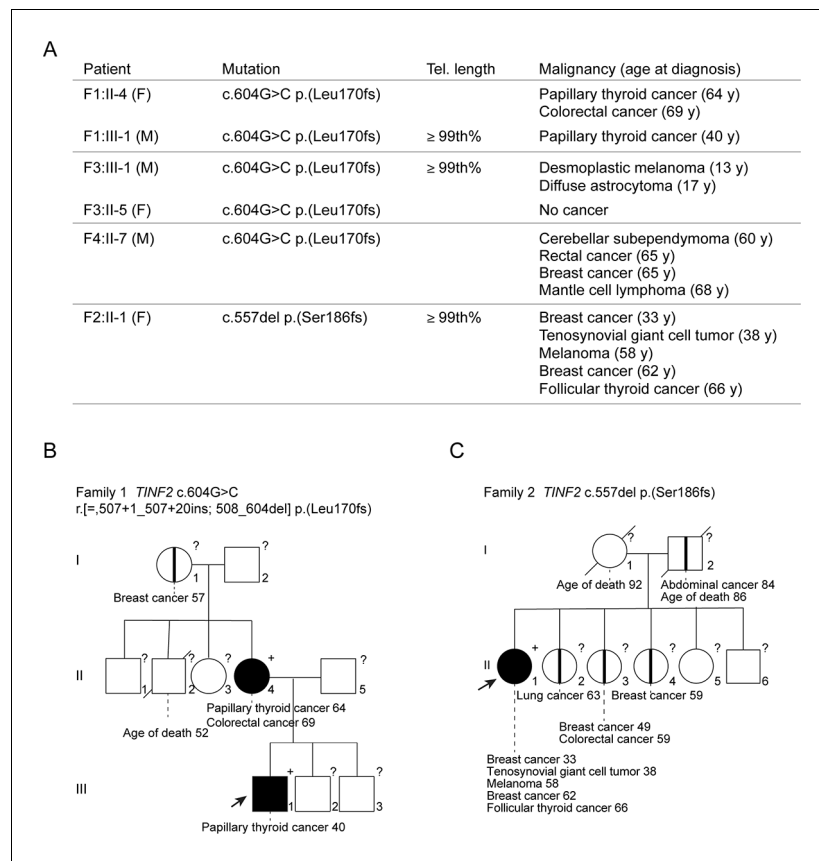 A
Patient Mutation Tel. length Malignancy (age at diagnosis)
F1:II-4 (F) c.604G>C p.(Leu170fs) Papillary thyroid cancer (64 y)
Colorectal cancer (69 y)
F1:III-1 (M) c.604G>C p.(Leu170fs) ≥ 99th% Papillary thyroid cancer (40 y)
F3:III-1 (M) c.604G>C p.(Leu170fs) ≥ 99th% Desmoplastic melanoma (13 y)
Diffuse astrocytoma (17 y)
F3:II-5 (F) c.604G>C p.(Leu170fs) No cancer
F4:II-7 (M) c.604G>C p.(Leu170fs) Cerebellar subependymoma (60 y)
Rectal cancer (65 y)
Breast cancer (65 y)
Mantle cell lymphoma (68 y)
F2:II-1 (F) c.557del p.(Ser186fs) ≥ 99th% Breast cancer (33 y)
Tenosynovial giant cell tumor (38 y)
Melanoma (58 y)
Breast cancer (62 y)
Follicular thyroid cancer (66 y)
B
Family 1 TINF2 c.604G>C
r.[=,507+1_507+20ins; 508_604del] p.(Leu170fs)
I
? ?
1 2
Breast cancer 57
II
? ? ? + ?
1 2 3 4 5
Papillary thyroid cancer 64
Colorectal cancer 69
Age of death 52
III
+ ? ?
1 2 3
Papillary thyroid cancer 40
C
Family 2 TINF2 c.557del p.(Ser186fs)
I
? ?
1 2
Age of death 92 Abdominal cancer 84
Age of death 86
II
+ ? ? ? ? ?
1 2 3 4 5 6
Lung cancer 63 Breast cancer 59
Breast cancer 49
Colorectal cancer 59
Breast cancer 33
Tenosynovial giant cell tumor 38
Melanoma 58
Breast cancer 62
Follicular thyroid cancer 66